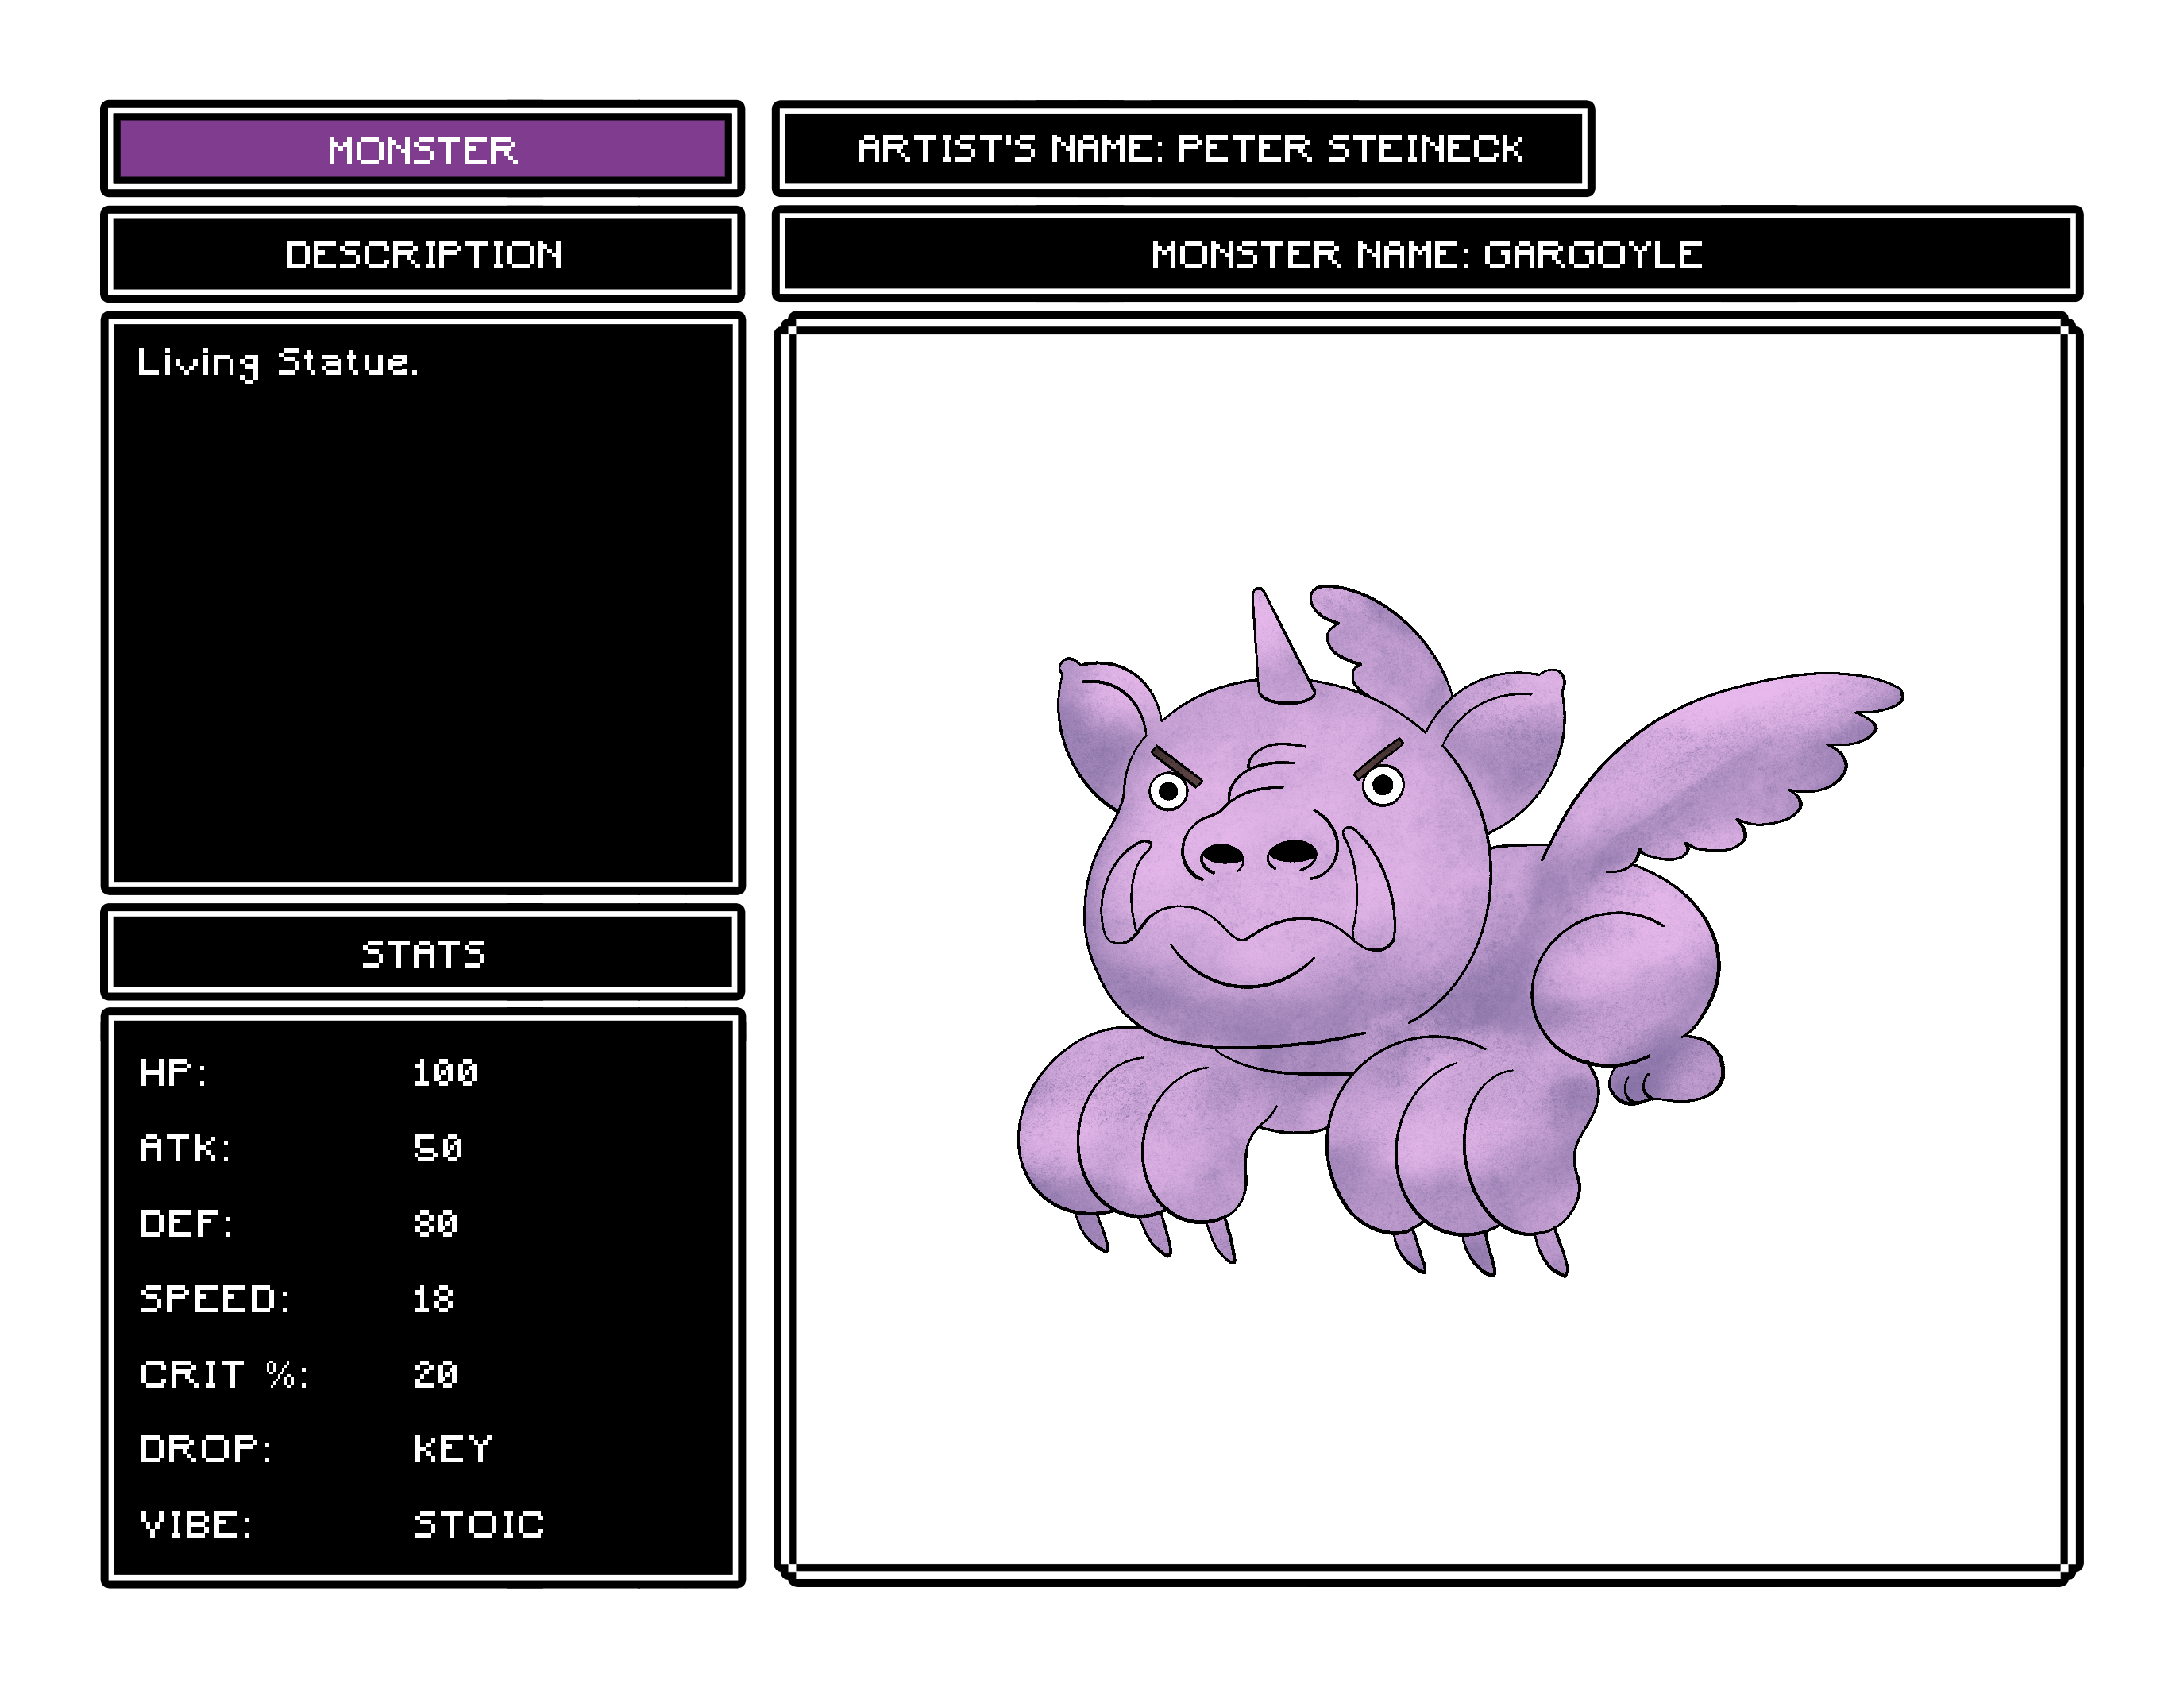 MONSTER
ARTIST'S NAME: PETER STEINECK
DESCRIPTION
MONSTER NAME: GARGOYLE
Living Statue.
STATS
HP: 100
ATK: 50
DEF: 80
SPEED: 18
CRIT %: 20
DROP: KEY
VIBE: STOIC